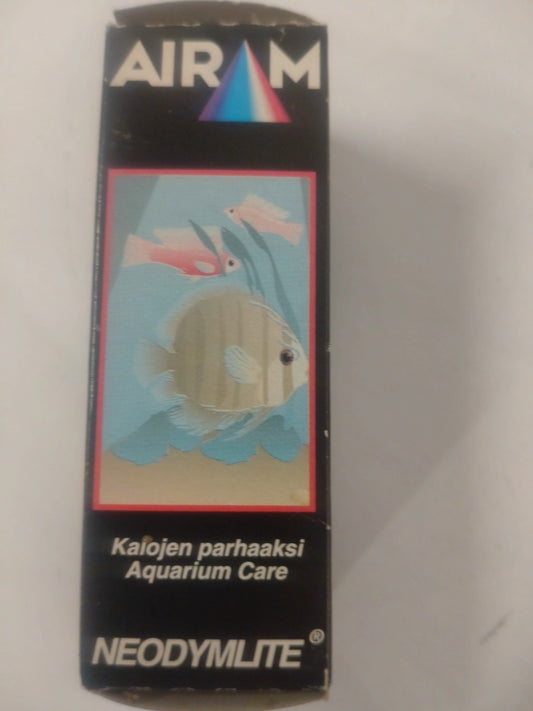 AIRAM
Kalojen parhaaksi
Aquarium Care
NEODYMLITE®